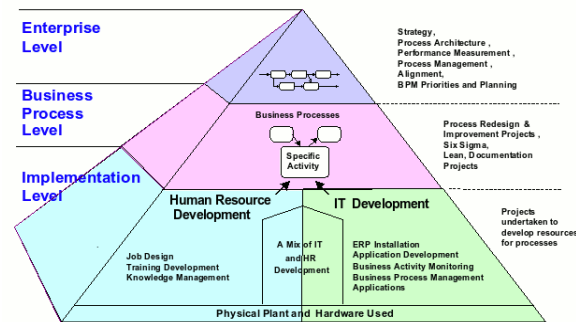 Enterprise
Level
Strategy,
Process Architecture ,
Performance Measurement ,
Process Management ,
Alignment,
BPM Priorities and Planning
Business
Process
Level
Business Processes
Specific
Activity
Process Redesign &
Improvement Projects ,
Six Sigma,
Lean, Documentation
Projects
Implementation
Level
Human Resource
Development
IT Development
Projects
undertaken to
develop resources
for processes
Job Design
Training Development
Knowledge Management
A Mix of IT
and HR
Development
ERP Installation
Application Development
Business Activity Monitoring
Business Process Management
Applications
Physical Plant and Hardware Used